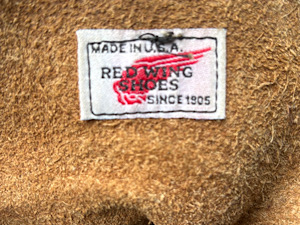 MADE IN U.S.A.
RED WING
SHOES
SINCE 1905